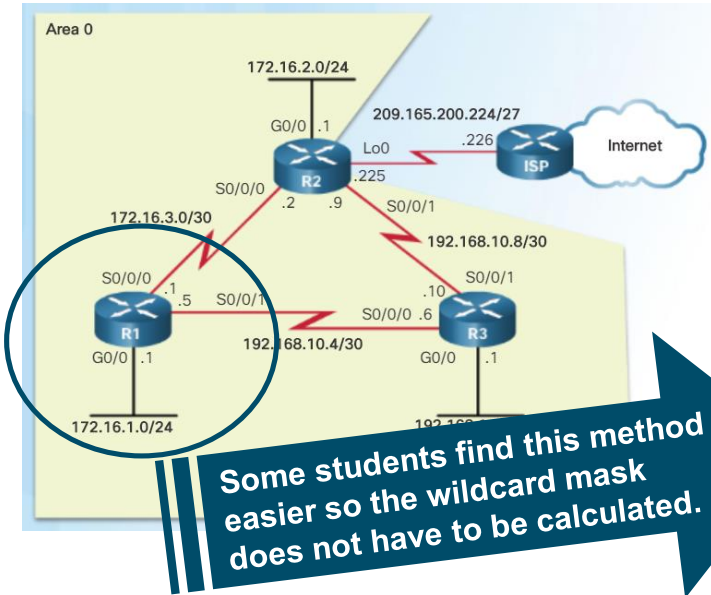 Area 0
172.16.2.0/24
209.165.200.224/27
G0/0 .1
Lo0
.226
Internet
ISP
R2
.225
S0/0/0
.2
.9
S0/0/1
172.16.3.0/30
192.168.10.8/30
S0/0/0
.1
S0/0/1
.10
.5
S0/0/1
S0/0/0 .6
R1
R3
192.168.10.4/30
G0/0 .1
G0/0 .1
172.16.1.0/24
Some students find this method
easier so the wildcard mask
does not have to be calculated.